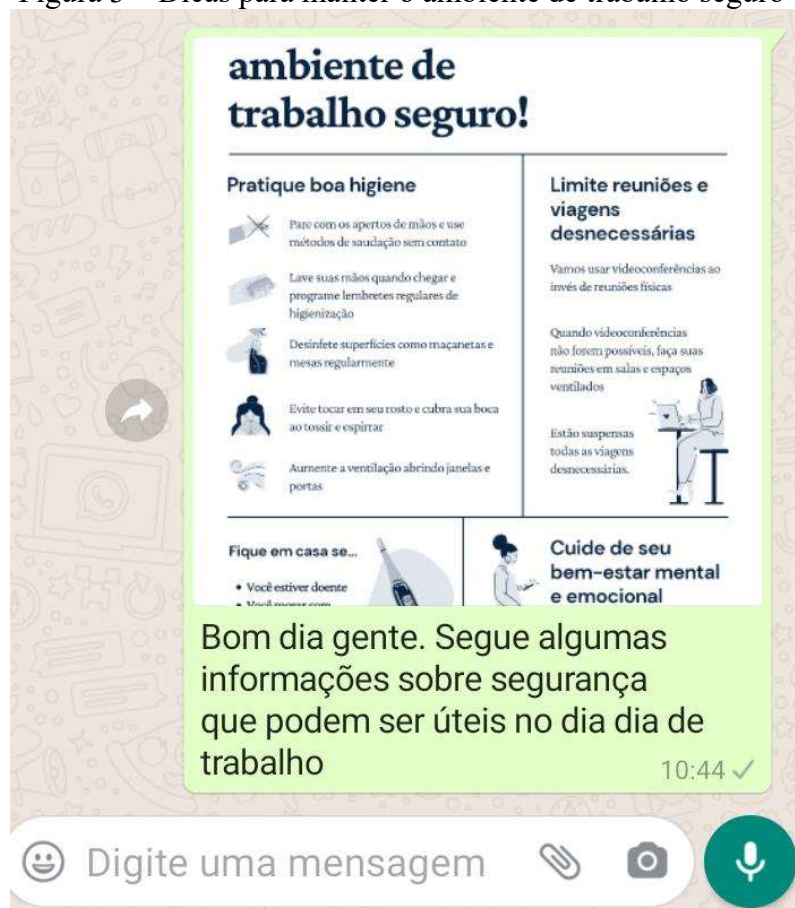 Figura 3 – Dicas para manter o ambiente de trabalho seguro
ambiente de
trabalho seguro!
Pratique boa higiene
Pare com os apertos de mãos e use
métodos de saudação sem contato
Lave suas mãos quando chegar e
programe lembretes regulares de
higienização
Desinfete superfícies como maçanetas e
mesas regularmente
Evite tocar em seu rosto e cubra sua boca
ao tossir e espirrar
Aumente a ventilação abrindo janelas e
portas
Limite reuniões e
viagens
desnecessárias
Vamos usar videoconferências ao
invés de reuniões físicas
Quando videoconferências
não forem possíveis, faça suas
reuniões em salas e espaços
ventilados
Estão suspensas
todas as viagens
desnecessárias.
Fique em casa se...
• Você estiver doente
• Você morar com
Cuide de seu
bem-estar mental
e emocional
Bom dia gente. Segue algumas
informações sobre segurança
que podem ser úteis no dia dia de
trabalho
10:44
Digite uma mensagem